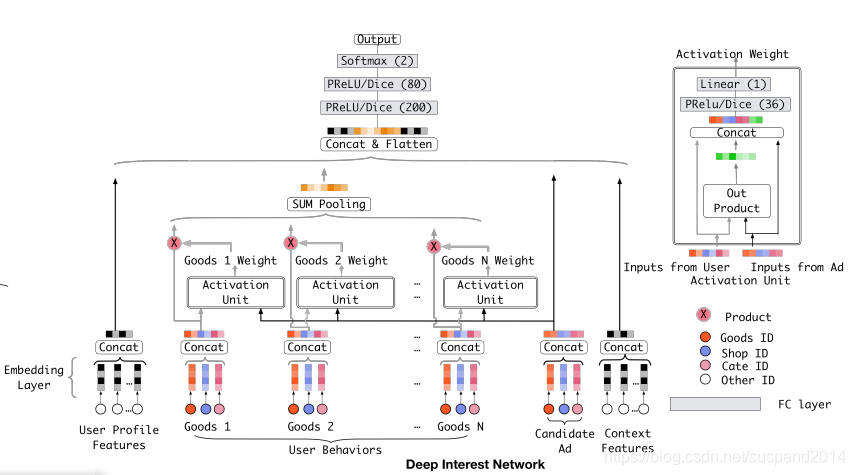 Output
Softmax (2)
PReLU/Dice (80)
PReLU/Dice (200)
Concat & Flatten
SUM Pooling
X
X
X
Goods 1 Weight
Goods 2 Weight
Goods N Weight
Activation
Unit
Activation
Unit
...
...
Activation
Unit
Concat
Concat
Concat
...
...
Concat
Concat
Concat
Embedding
Layer
...
...
...
User Profile
Features
Goods 1
Goods 2
...
Goods N
User Behaviors
Candidate
Ad
Context
Features
Deep Interest Network
Activation Weight
Linear (1)
PRelu/Dice (36)
Concat
Out
Product
Inputs from User
Inputs from Ad
Activation Unit
X
Product
Goods ID
Shop ID
Cate ID
Other ID
FC layer
https://blog.csdn.net/suspend2014